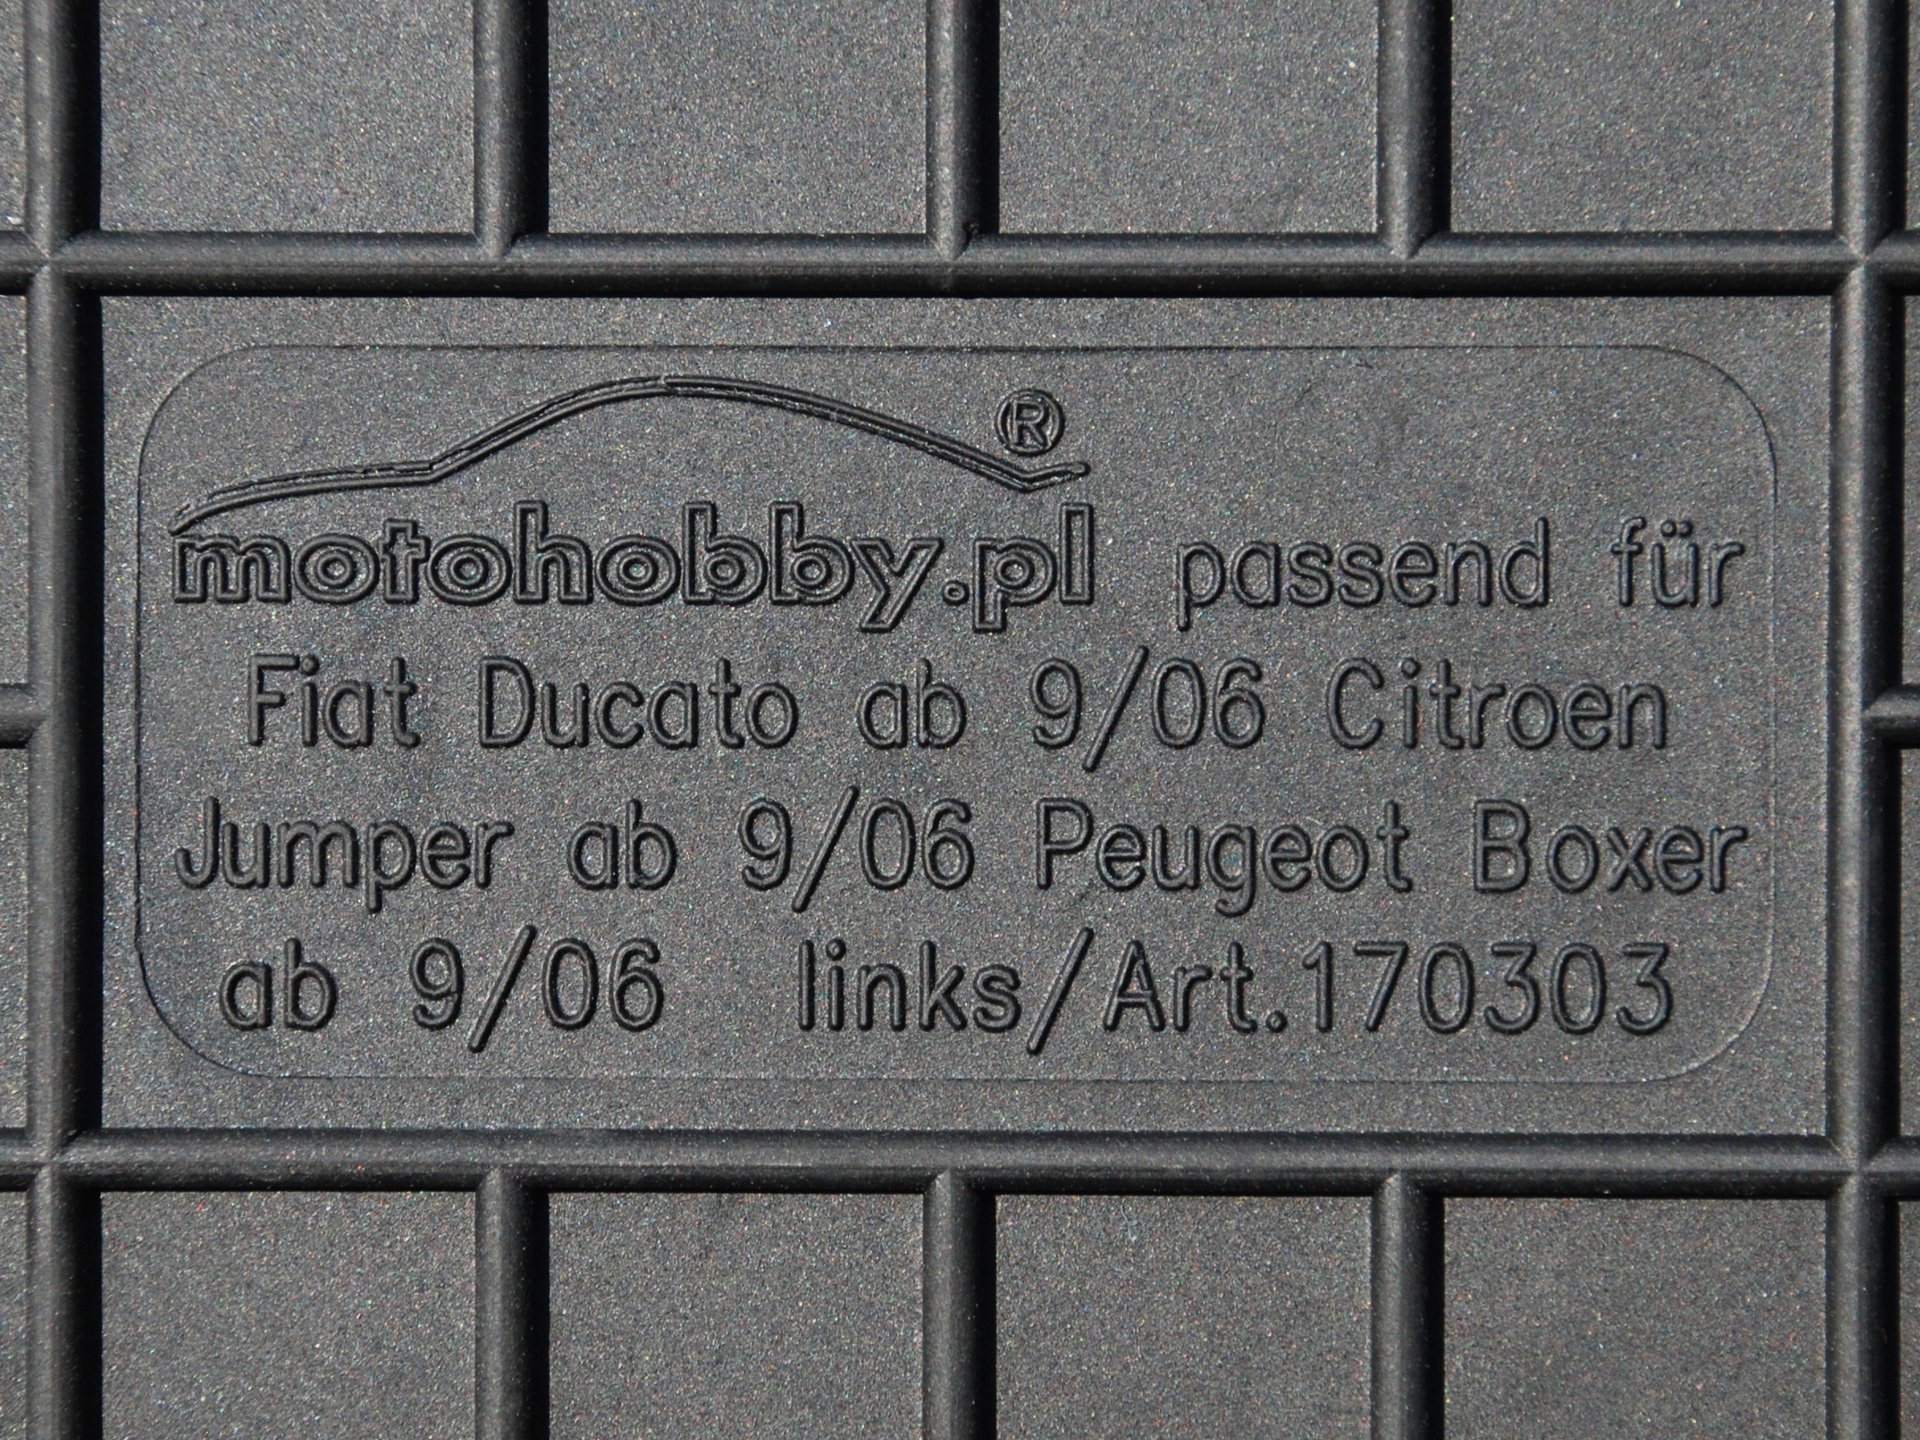 motohobby.pl ® passend für
Fiat Ducato ab 9/06 Citroen
Jumper ab 9/06 Peugeot Boxer
ab 9/06 links/Art.170303